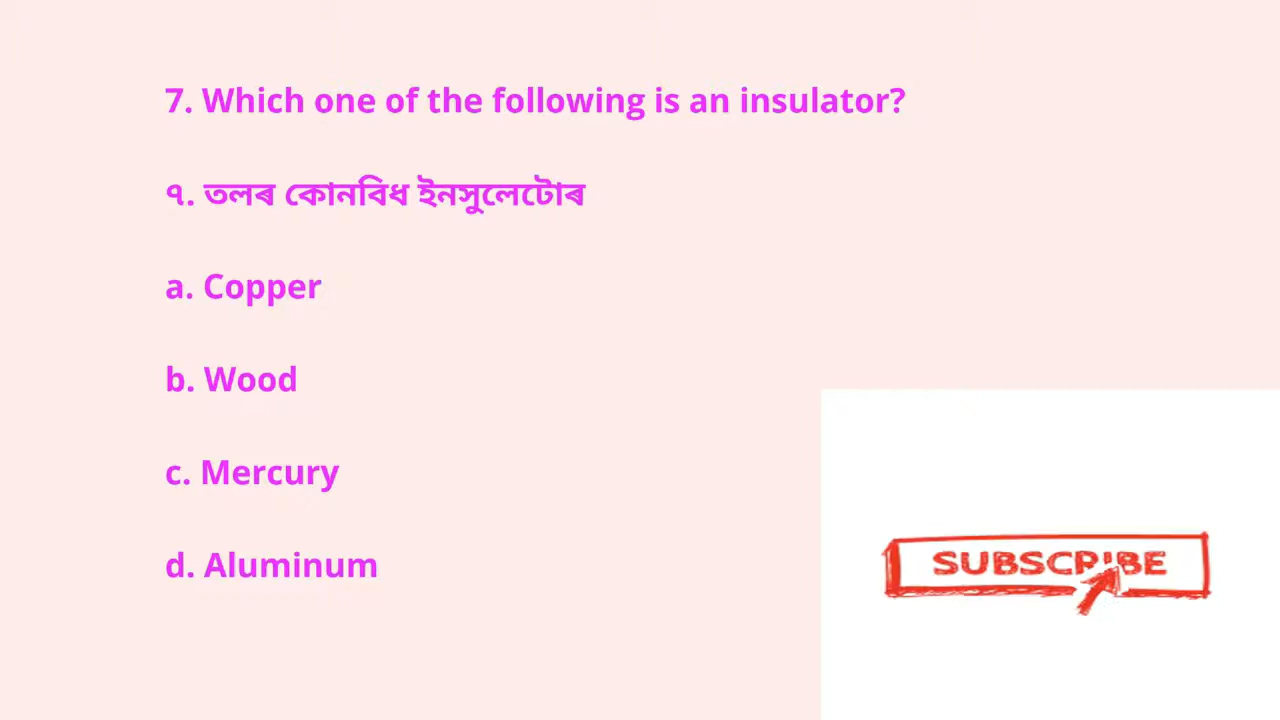 7. Which one of the following is an insulator?
৭. তলৰ কোনবিধ ইনসুলেটোৰ
a. Copper
b. Wood
c. Mercury
d. Aluminum
SUBSCRIBE